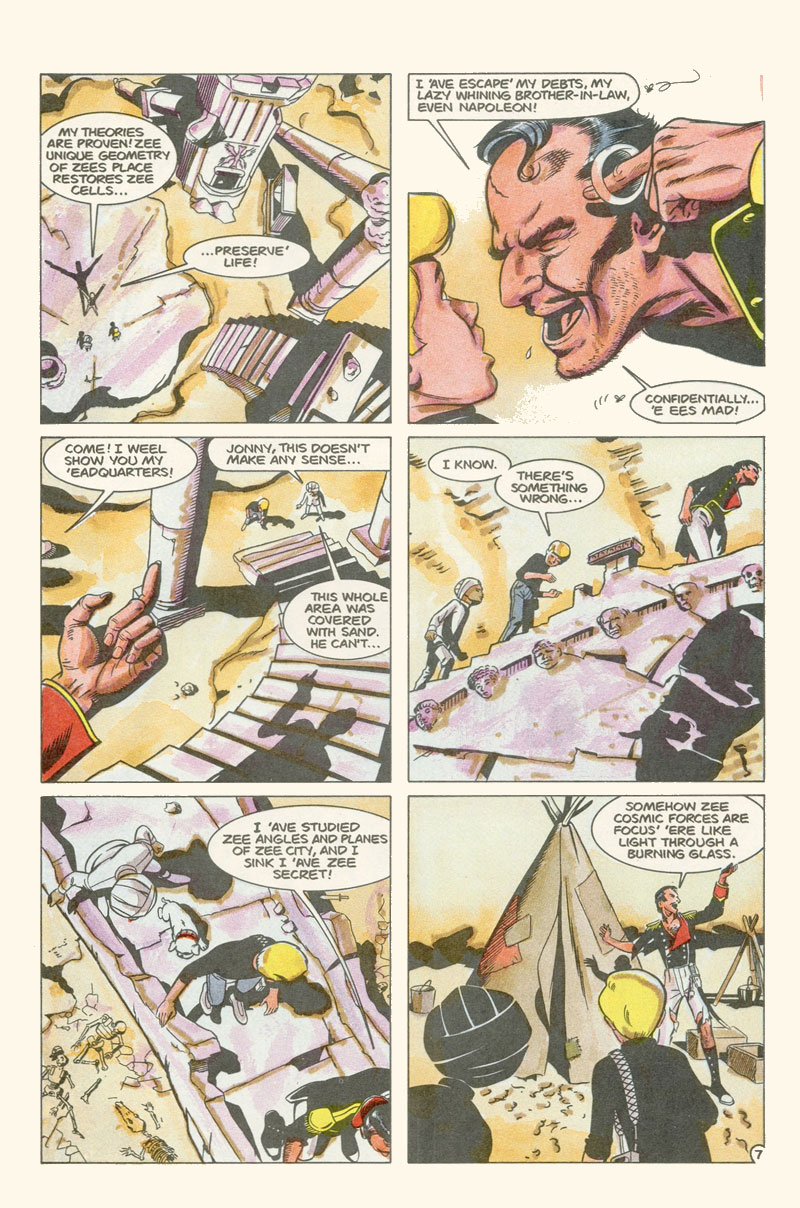 MY THEORIES
ARE PROVEN! ZEE
UNIQUE GEOMETRY
OF ZEES PLACE
RESTORES ZEE
CELLS...
...PRESERVE'
LIFE!
I 'AVE ESCAPE' MY DEBTS, MY
LAZY WHINING BROTHER-IN-LAW,
EVEN NAPOLEON!
CONFIDENTIALLY...
'E EES MAD!
COME! I WEEL
SHOW YOU MY
'EADQUARTERS!
JONNY, THIS DOESN'T
MAKE ANY SENSE...
THIS WHOLE
AREA WAS
COVERED
WITH SAND.
HE CAN'T...
I KNOW.
THERE'S
SOMETHING
WRONG...
I 'AVE STUDIED
ZEE ANGLES AND PLANES
OF ZEE CITY, AND I
SINK I 'AVE ZEE
SECRET!
SOMEHOW ZEE
COSMIC FORCES ARE
FOCUS' 'ERE LIKE
LIGHT THROUGH A
BURNING GLASS.
7